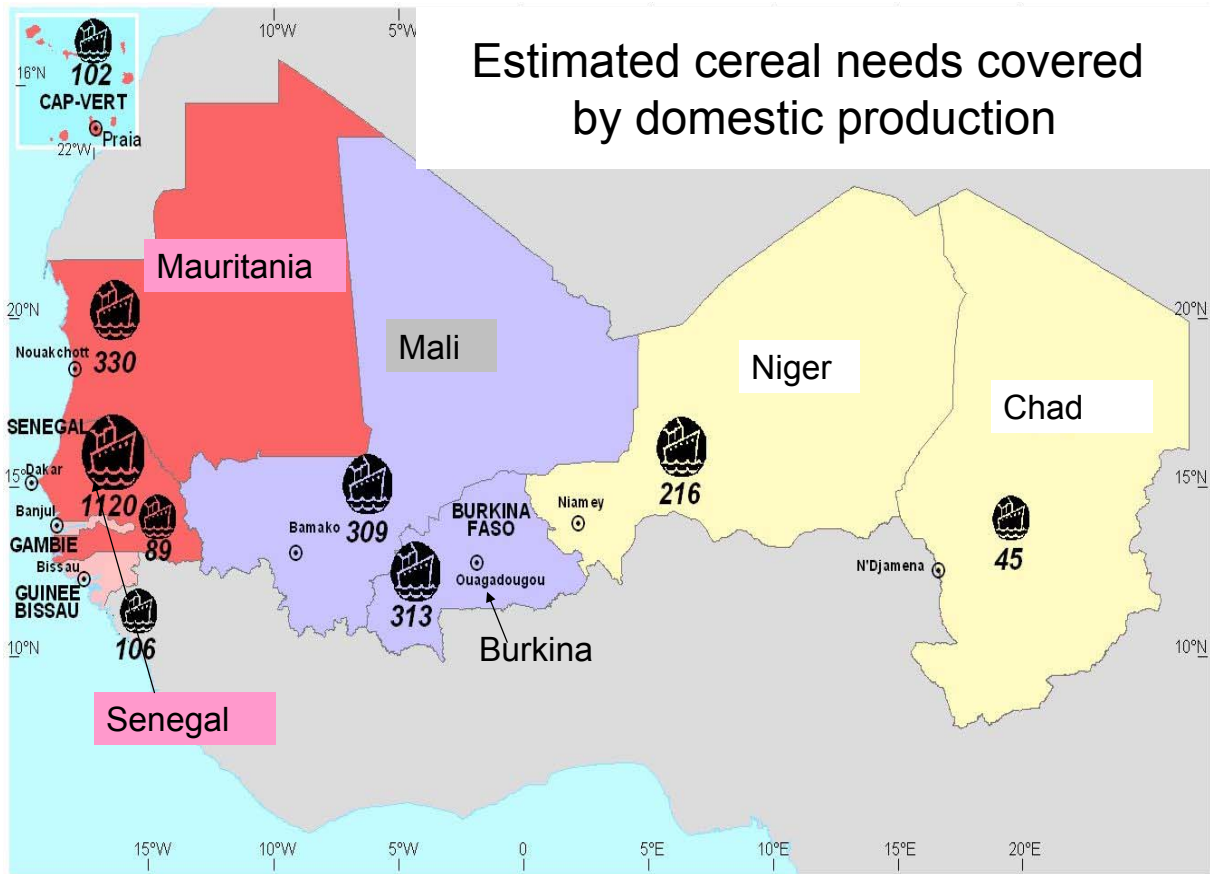 Estimated cereal needs covered
by domestic production
10°W
5°W
102
16°N
CAP-VERT
Praia
22°W
Mauritania
20°N
20°N
Nouakchott
330
Mali
Niger
Chad
SENEGAL
Dakar
15°N
15°N
1120
Banjul
89
GAMBIE
Bissau
GUINEE
BISSAU
106
309
Bamako
BURKINA
FASO
Ouagadougou
313
Niamey
216
N'Djamena
45
Burkina
10°N
10°N
Senegal
15°W
10°W
5°W
0
5°E
10°E
15°E
20°E